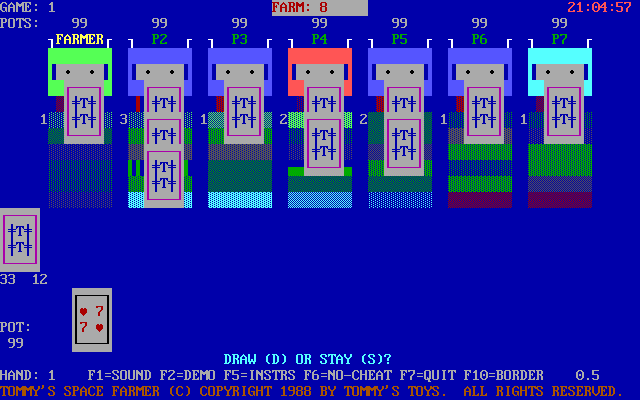 GAME: 1 FARM: 8 21:04:57
POTS: 99 99 99 99 99 99 99
FARMER P2 P3 P4 P5 P6 P7
T T T T T T T
1 3 1 2 2 1 1
T T T
T
T
33 12
7
7
POT:
99
DRAW (D) OR STAY (S)?
HAND: 1 F1=SOUND F2=DEMO F5=INSTRS F6=NO-CHEAT F7=QUIT F10=BORDER 0.5
TOMMY'S SPACE FARMER (C) COPYRIGHT 1988 BY TOMMY'S TOYS. ALL RIGHTS RESERVED.